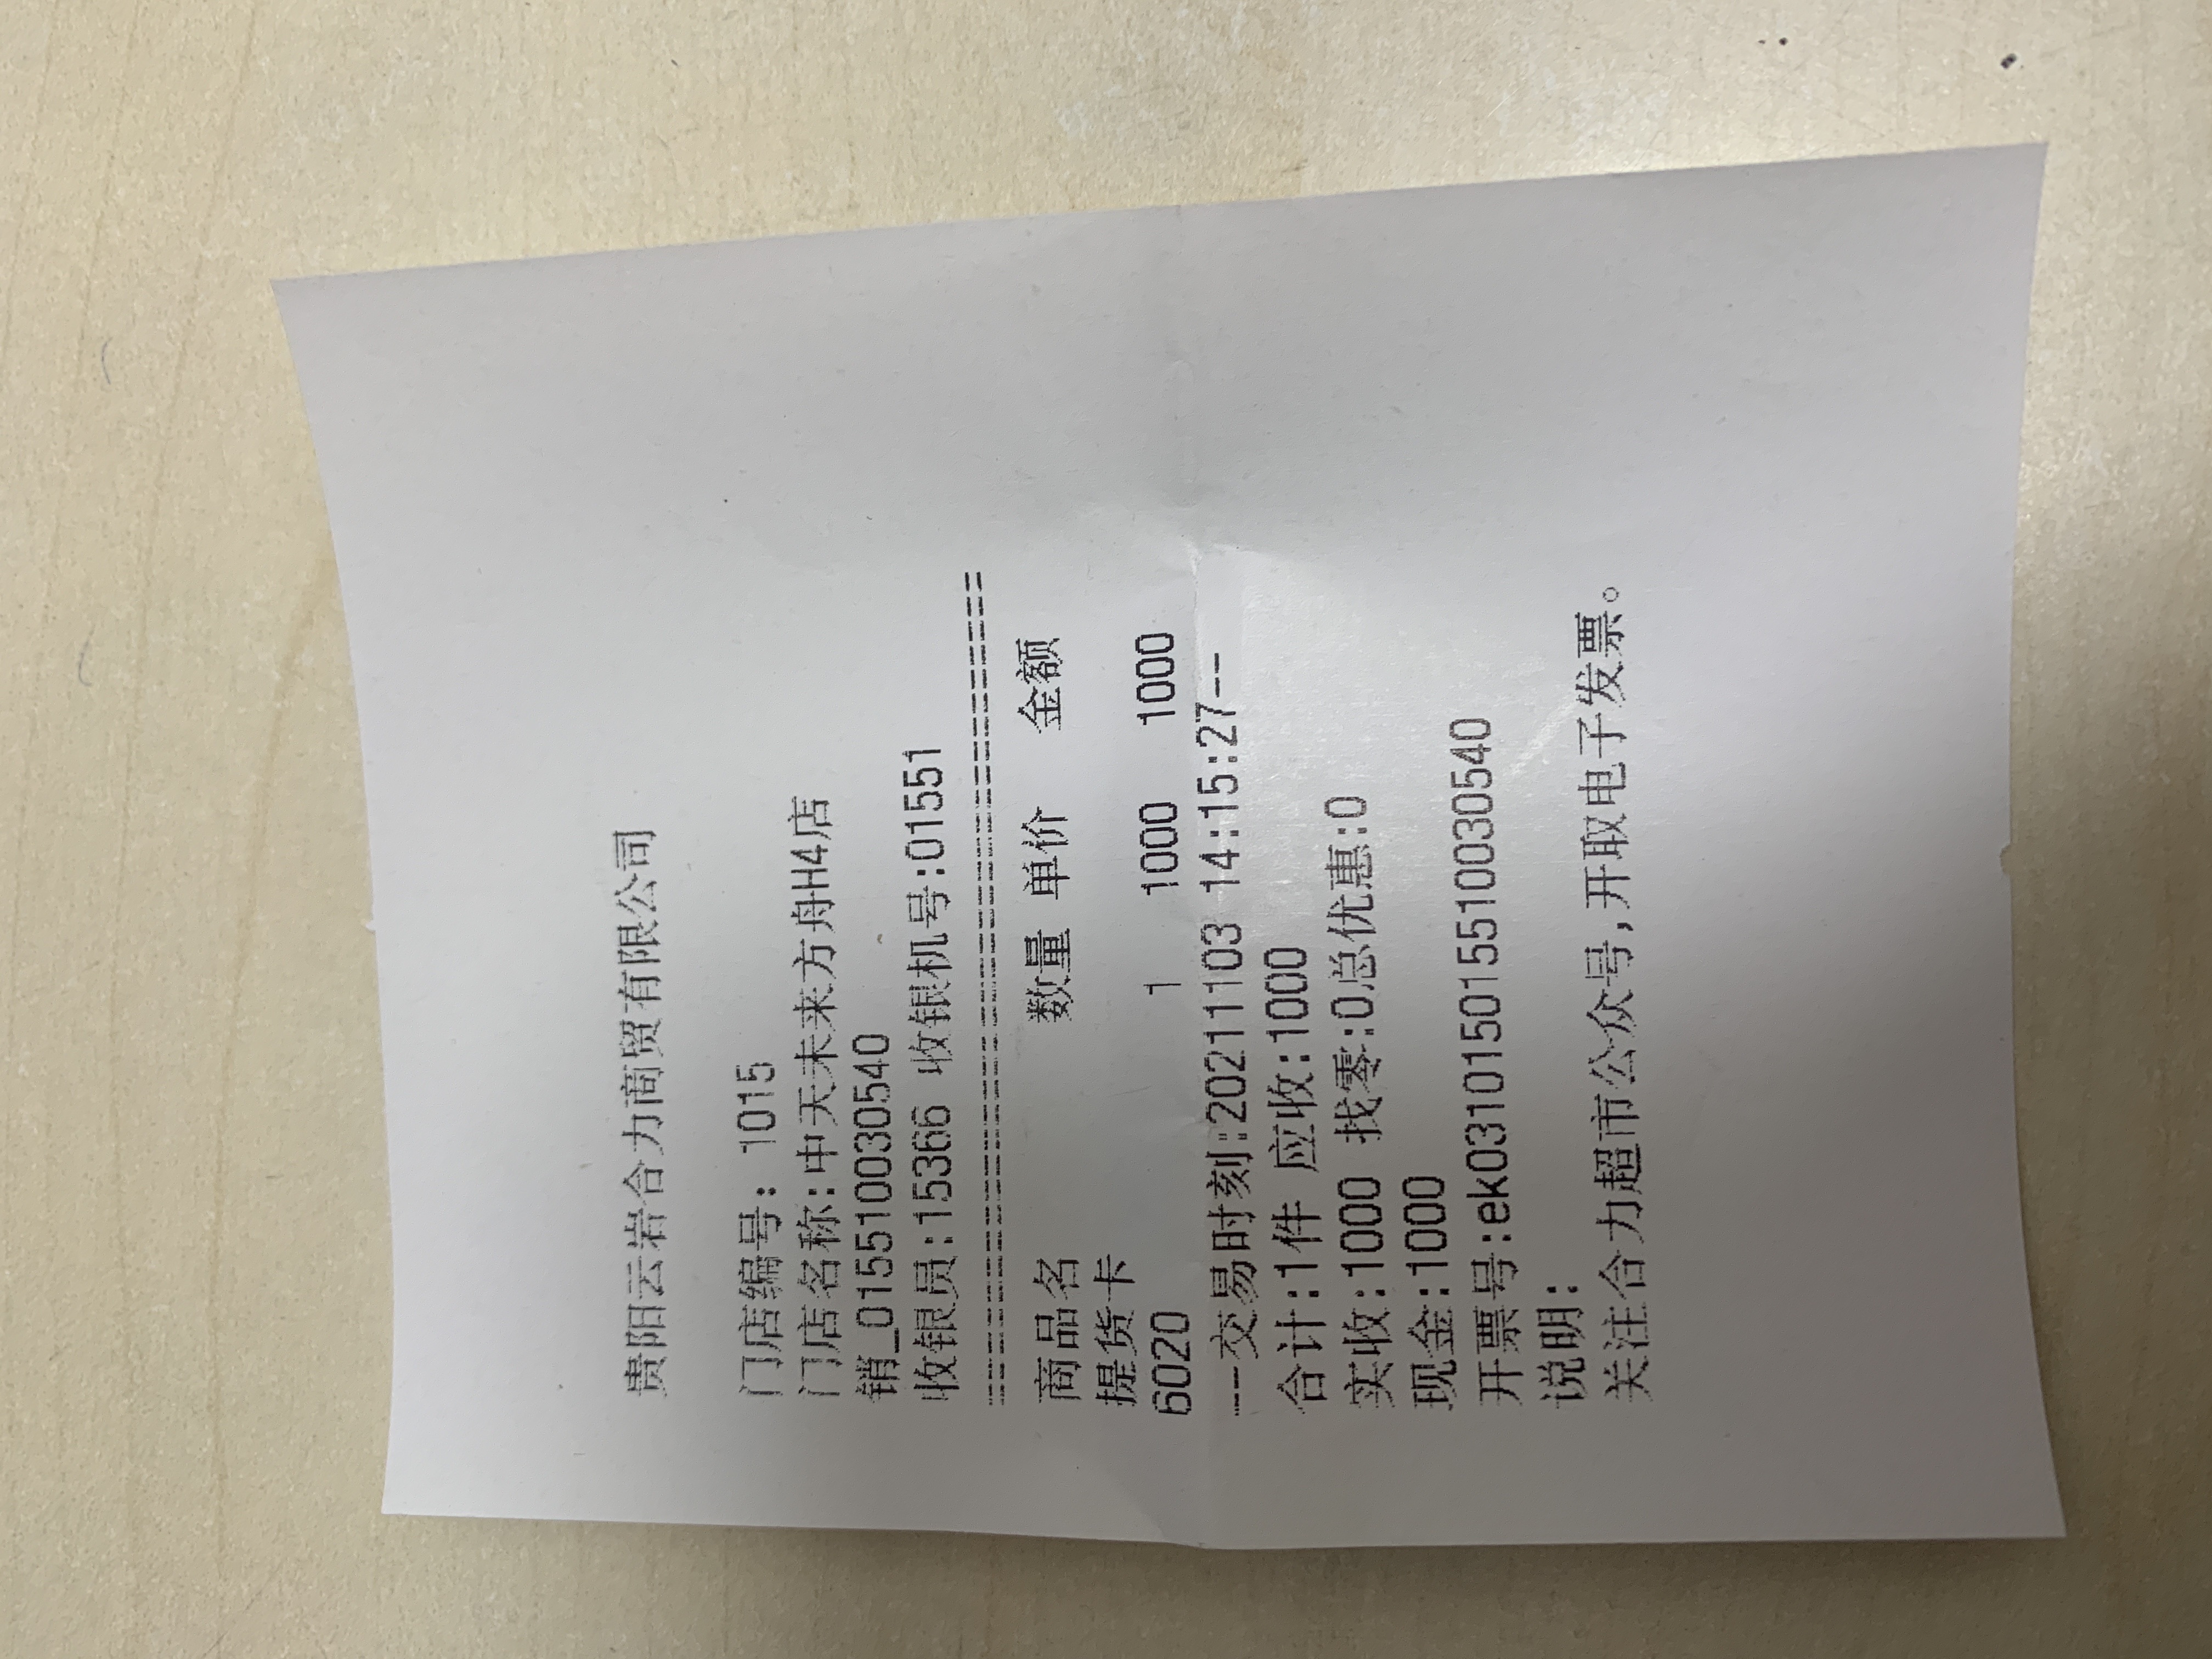 贵阳云岩合力商贸有限公司
门店编号: 1015
门店名称:中天未来方舟H4店
销_015510030540
收银员:15366 收银机号:01551
========================================
商品名 数量 单价 金额
提货卡
6020 1 1000 1000
--交易时刻:20211103 14:15:27--
合计:1件 应收:1000
实收:1000 找零:0总优惠:0
现金:1000
开票号:ek03101501551​0030540
说明:
关注合力超市公众号,开取电子发票。